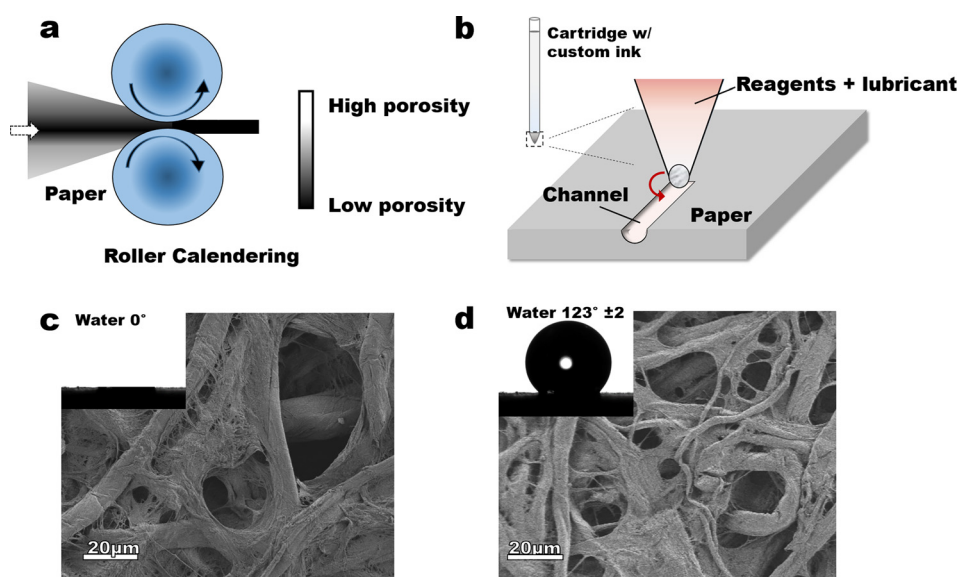 a
High porosity
Low porosity
Paper
Roller Calendering
b
Cartridge w/
custom ink
Reagents + lubricant
Channel
Paper
c
Water 0°
20µm
d
Water 123° ±2
20µm